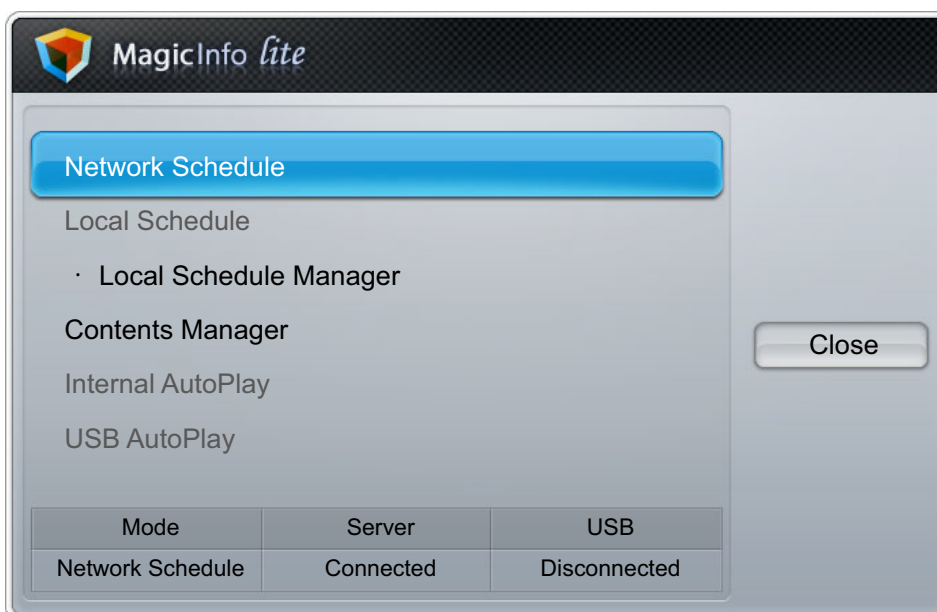 MagicInfo lite
Network Schedule
Local Schedule
· Local Schedule Manager
Contents Manager
Internal AutoPlay
USB AutoPlay
Close
Mode Server USB
Network Schedule Connected Disconnected